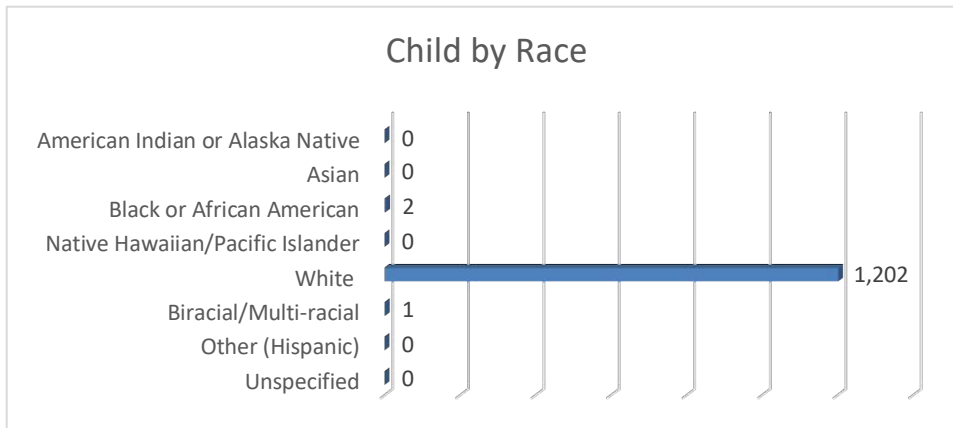 Child by Race
American Indian or Alaska Native 0
Asian 0
Black or African American 2
Native Hawaiian/Pacific Islander 0
White 1,202
Biracial/Multi-racial 1
Other (Hispanic) 0
Unspecified 0